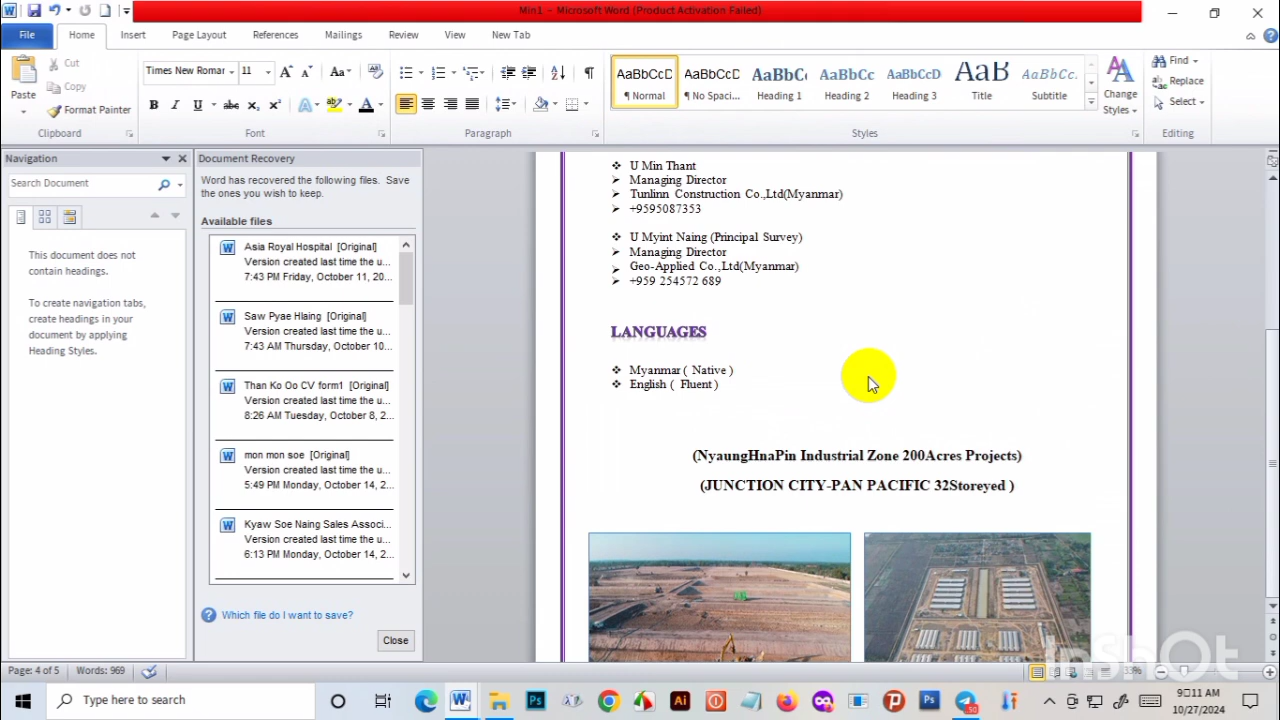 Min1 - Microsoft Word (Product Activation Failed)
File Home Insert Page Layout References Mailings Review View New Tab
Paste
Cut
Copy
Format Painter
Clipboard
Times New Romar 11
Font
Paragraph
AaBbCcD AaBbCcD AaBbC AaBbCc AaBbCcD AaB AaBbCc.
¶ Normal ¶ No Spaci... Heading 1 Heading 2 Heading 3 Title Subtitle
Change
Styles
Styles
Find
Replace
Select
Editing
Navigation
Search Document
This document does not
contain headings.
To create navigation tabs,
create headings in your
document by applying
Heading Styles.
Document Recovery
Word has recovered the following files. Save
the ones you wish to keep.
Available files
Asia Royal Hospital [Original]
Version created last time the u...
7:43 PM Friday, October 11, 20...
Saw Pyae Hlaing [Original]
Version created last time the u...
7:43 AM Thursday, October 10...
Than Ko Oo CV form1 [Original]
Version created last time the u...
8:26 AM Tuesday, October 8, 2...
mon mon soe [Original]
Version created last time the u...
5:49 PM Monday, October 14, 2...
Kyaw Soe Naing Sales Associ...
Version created last time the u...
6:13 PM Monday, October 14, 2...
Which file do I want to save?
Close
❖ U Min Thant
➢ Managing Director
➢ Tunlinn Construction Co.,Ltd(Myanmar)
➢ +9595087353
❖ U Myint Naing (Principal Survey)
➢ Managing Director
➢ Geo-Applied Co.,Ltd(Myanmar)
➢ +959 254572 689
LANGUAGES
❖ Myanmar ( Native )
❖ English ( Fluent )
(NyaungHnaPin Industrial Zone 200Acres Projects)
(JUNCTION CITY-PAN PACIFIC 32Storeyed )
InShOt
Page: 4 of 5 Words: 969
33%
Type here to search
9:11 AM
10/27/2024